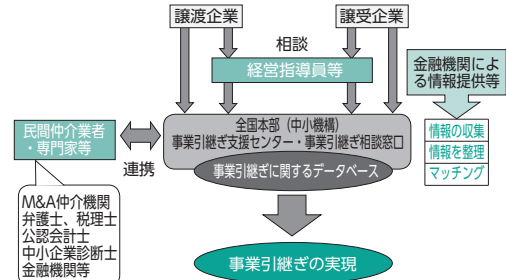 譲渡企業
譲受企業
相談
経営指導員等
金融機関によ
る情報提供等
全国本部（中小機構）
事業引継ぎ支援センター・事業引継ぎ相談窓口
事業引継ぎに関するデータベース
民間仲介業者
・専門家等
連携
情報の収集
情報を整理
マッチング
M&A仲介機関
弁護士、税理士
公認会計士
中小企業診断士
金融機関等
事業引継ぎの実現